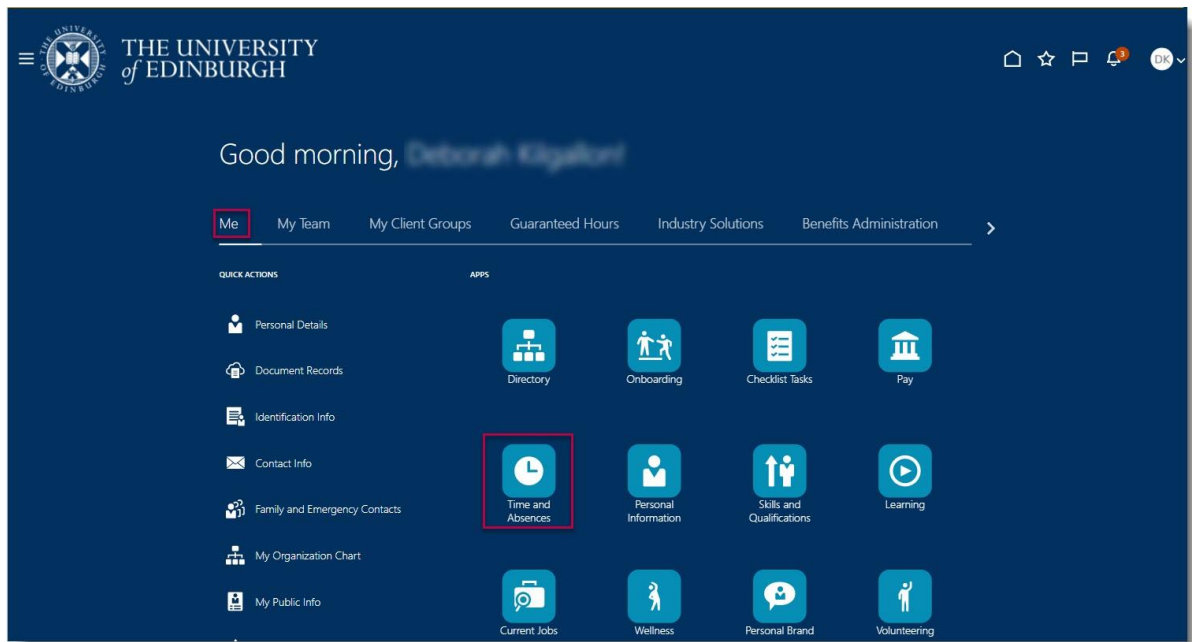 THE UNIVERSITY
of EDINBURGH
3
DK
Good morning,
Me My Team My Client Groups Guaranteed Hours Industry Solutions Benefits Administration
QUICK ACTIONS
Personal Details
Document Records
Identification Info
Contact Info
Family and Emergency Contacts
My Organization Chart
My Public Info
APPS
Directory
Onboarding
Checklist Tasks
Pay
Time and
Absences
Personal
Information
Skills and
Qualifications
Learning
Current Jobs
Wellness
Personal Brand
Volunteering